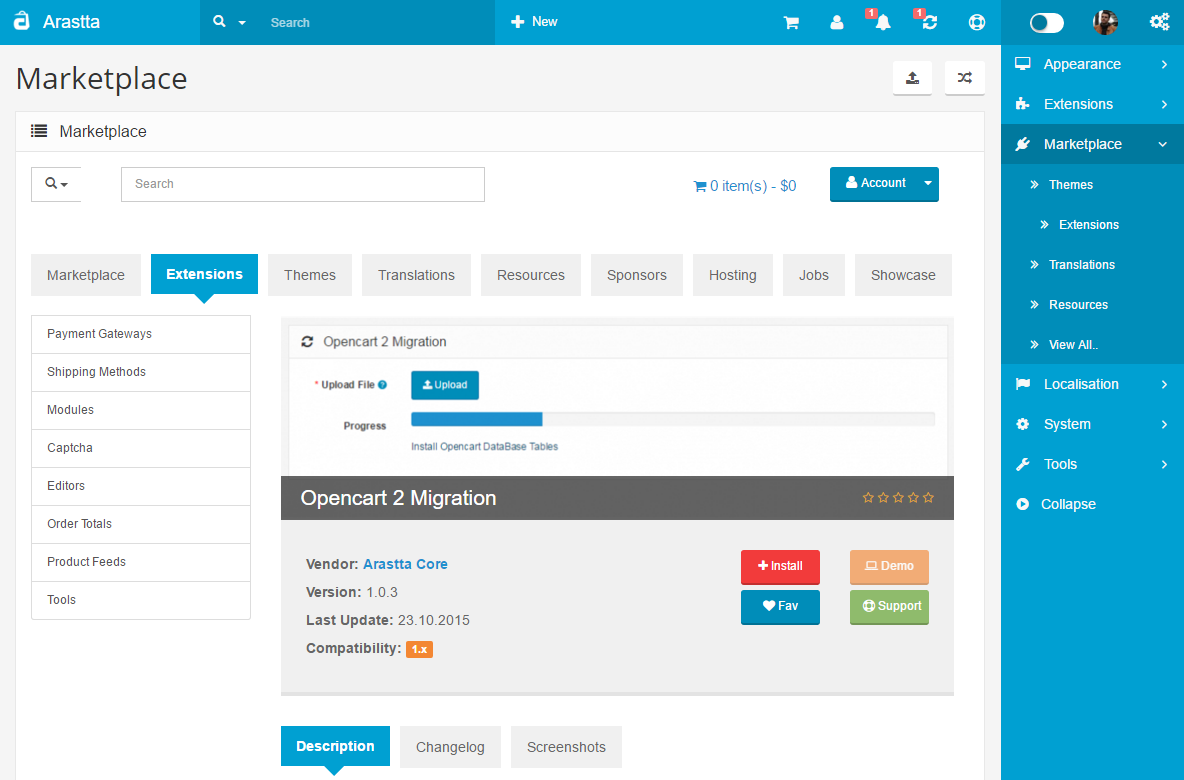 Arastta
Search
New
1
1
Marketplace
Marketplace
Search
0 item(s) - $0
Account
Marketplace
Extensions
Themes
Translations
Resources
Sponsors
Hosting
Jobs
Showcase
Payment Gateways
Shipping Methods
Modules
Captcha
Editors
Order Totals
Product Feeds
Tools
Opencart 2 Migration
* Upload File ?
Upload
Progress
Install Opencart DataBase Tables
Opencart 2 Migration
Vendor: Arastta Core
Version: 1.0.3
Last Update: 23.10.2015
Compatibility: 1.x
Install
Demo
Fav
Support
Description
Changelog
Screenshots
Appearance
Extensions
Marketplace
Themes
Extensions
Translations
Resources
View All..
Localisation
System
Tools
Collapse